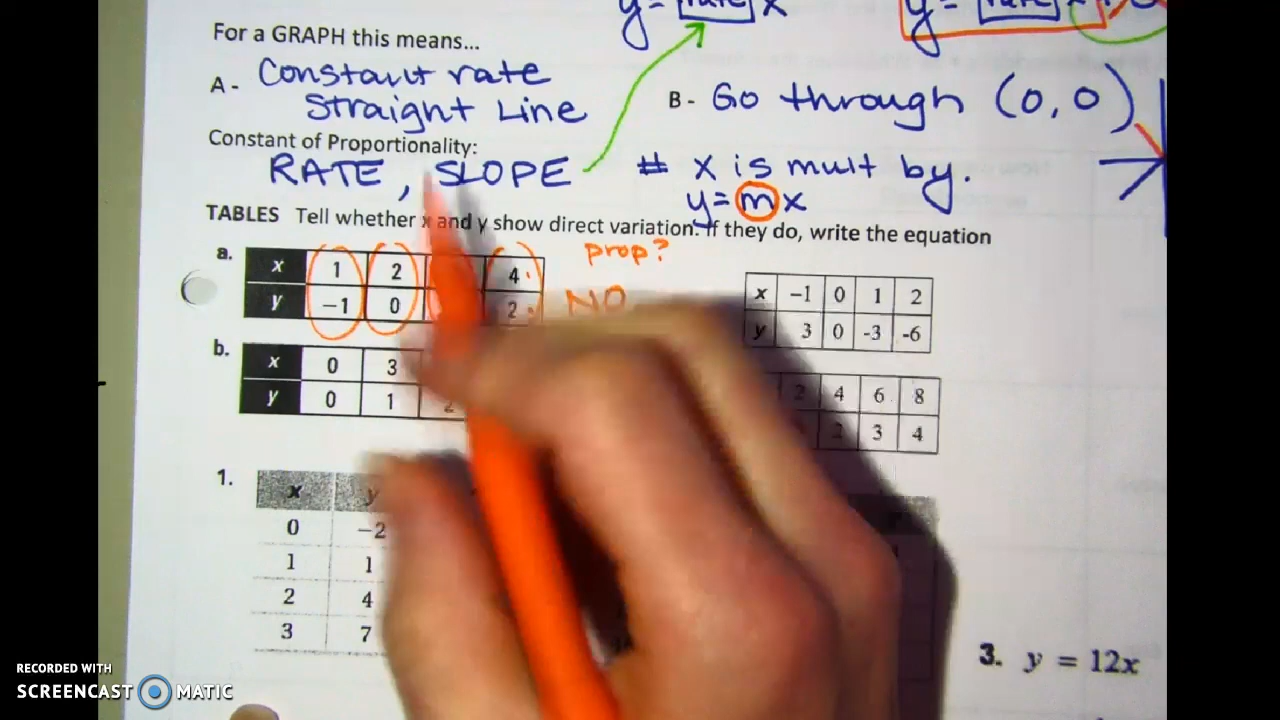 y = rate x
y = rate
For a GRAPH this means...
A - Constant rate
Straight Line
B - Go through (0,0)
Constant of Proportionality:
RATE, SLOPE
# x is mult by.
y=mx
TABLES Tell whether x and y show direct variation. If they do, write the equation
prop?
a.
x 1 2 4
y −1 0 2
NO
x −1 0 1 2
y 3 0 -3 -6
b.
x 0 3
y 0 1 2
2 4 6 8
2 3 4
1.
x y
0 −2
1 1
2 4
3 7
3. y = 12x
RECORDED WITH
SCREENCAST MATIC